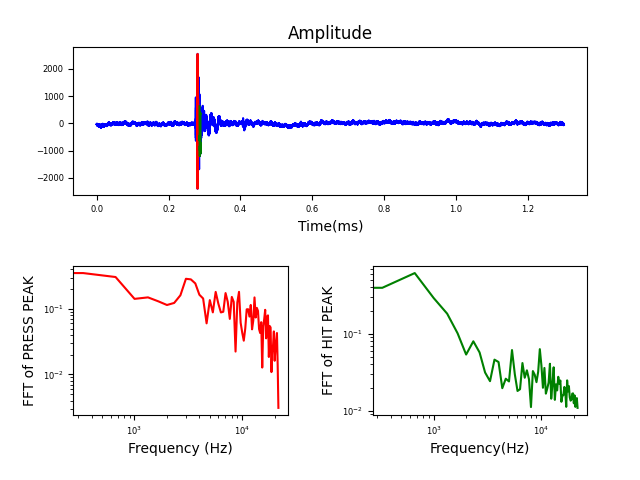 Amplitude
2000
1000
0
−1000
−2000
0.0 0.2 0.4 0.6 0.8 1.0 1.2
Time(ms)
FFT of PRESS PEAK
10⁻¹
10⁻²
10³ 10⁴
Frequency (Hz)
FFT of HIT PEAK
10⁻¹
10⁻²
10³ 10⁴
Frequency(Hz)